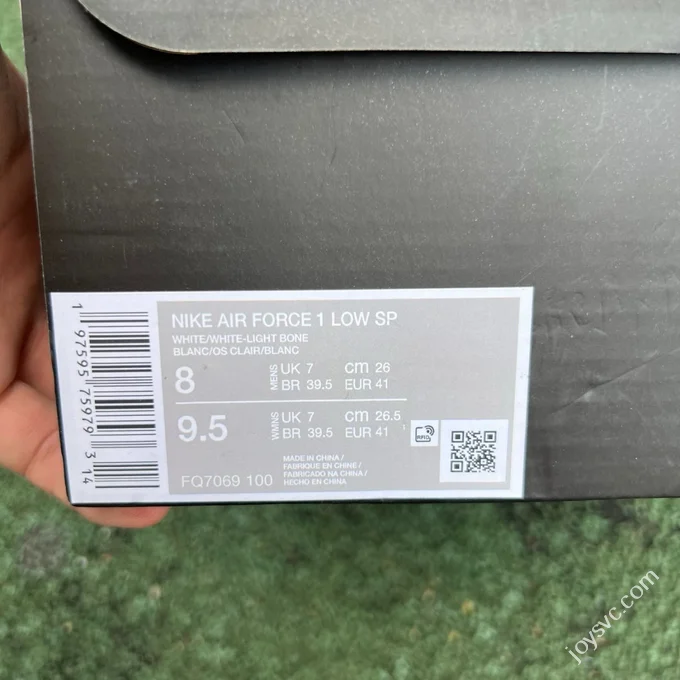 NIKE AIR FORCE 1 LOW SP
WHITE/WHITE-LIGHT BONE
BLANC/OS CLAIR/BLANC
8 MENS UK 7 cm 26
BR 39.5 EUR 41
9.5 WMNS UK 7 cm 26.5
BR 39.5 EUR 41
1
RFID
MADE IN CHINA /
FABRIQUE EN CHINE /
FABRICADO NA CHINA /
HECHO EN CHINA
FQ7069 100
1 97595 75979 3 14
joysvc.com